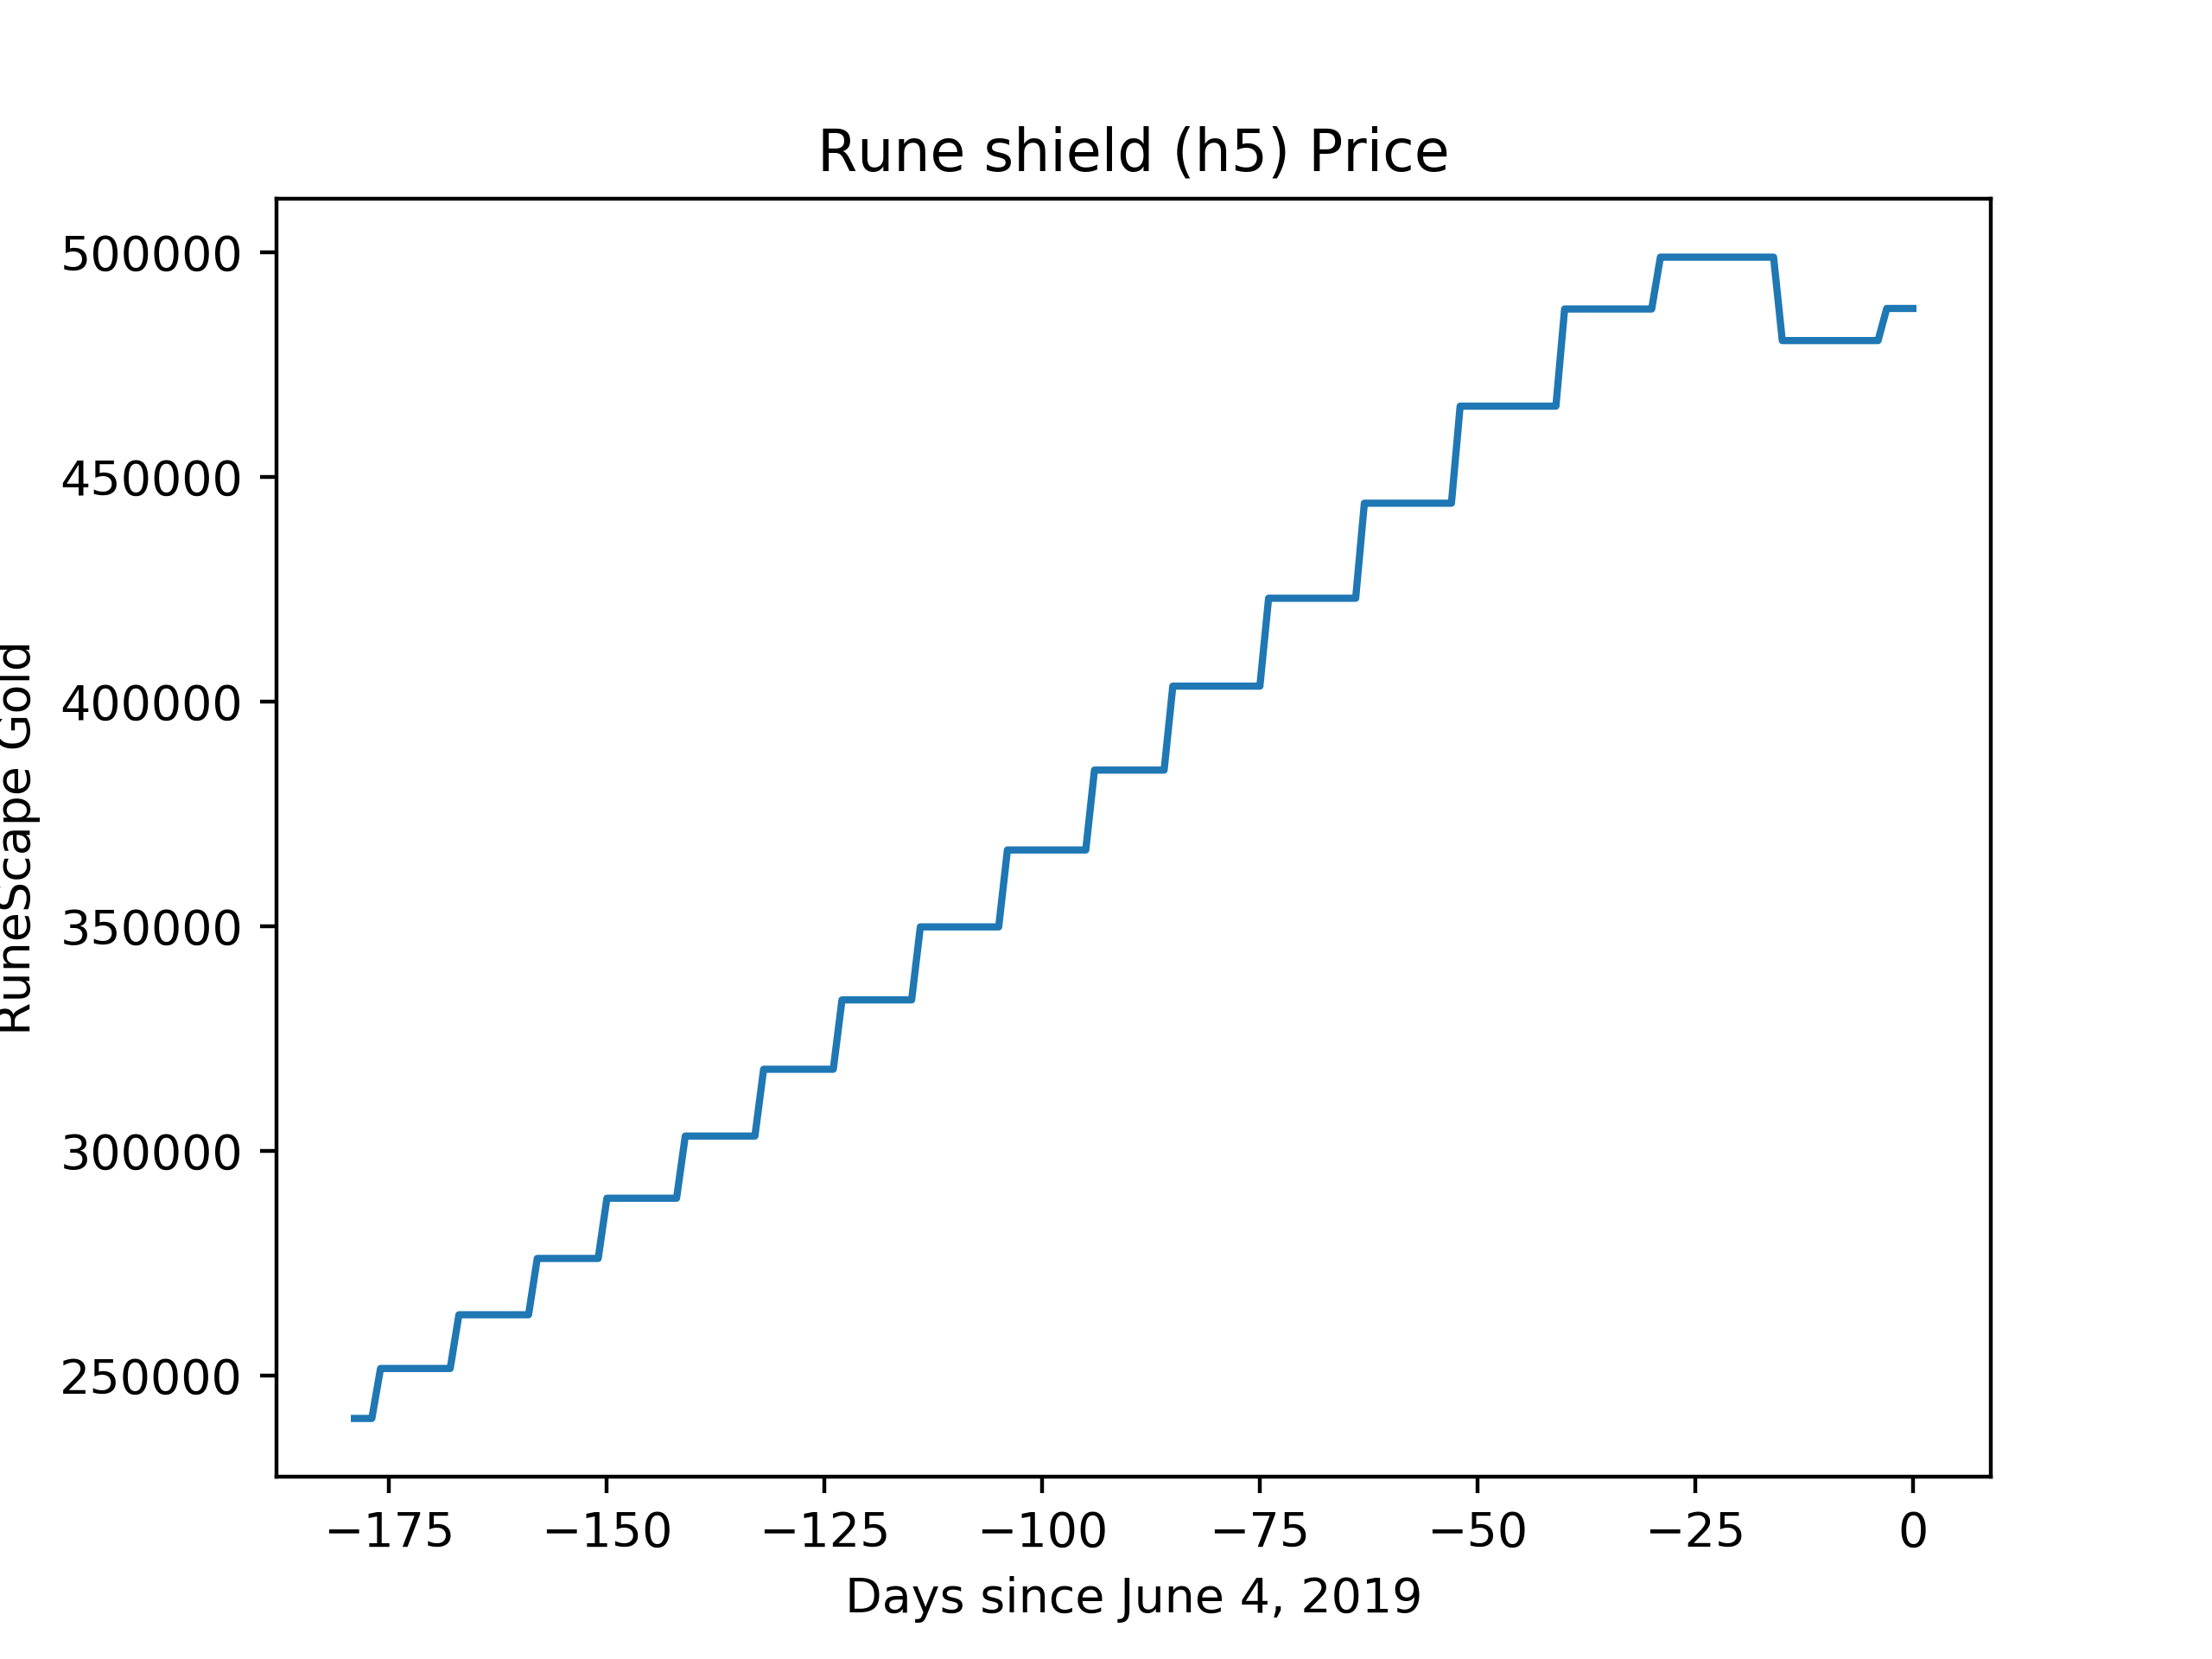 Rune shield (h5) Price
500000
450000
400000
350000
300000
250000
RuneScape Gold
−175 −150 −125 −100 −75 −50 −25 0
Days since June 4, 2019